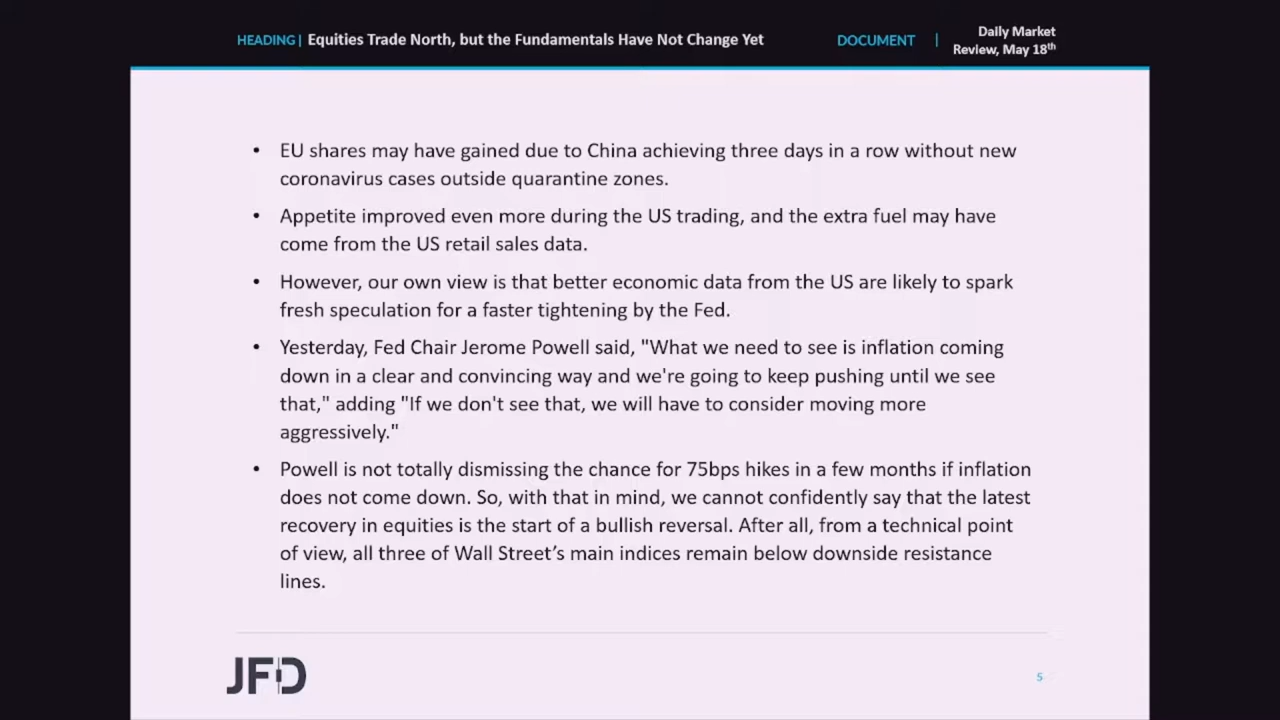 HEADING| Equities Trade North, but the Fundamentals Have Not Change Yet
DOCUMENT |
Daily Market
Review, May 18th
• EU shares may have gained due to China achieving three days in a row without new
coronavirus cases outside quarantine zones.
• Appetite improved even more during the US trading, and the extra fuel may have
come from the US retail sales data.
• However, our own view is that better economic data from the US are likely to spark
fresh speculation for a faster tightening by the Fed.
• Yesterday, Fed Chair Jerome Powell said, "What we need to see is inflation coming
down in a clear and convincing way and we're going to keep pushing until we see
that," adding "If we don't see that, we will have to consider moving more
aggressively."
• Powell is not totally dismissing the chance for 75bps hikes in a few months if inflation
does not come down. So, with that in mind, we cannot confidently say that the latest
recovery in equities is the start of a bullish reversal. After all, from a technical point
of view, all three of Wall Street’s main indices remain below downside resistance
lines.
JFD
5